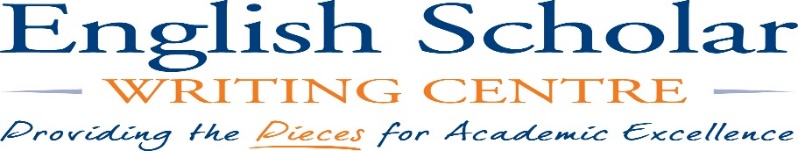 English Scholar
WRITING CENTRE
Providing the Pieces for Academic Excellence